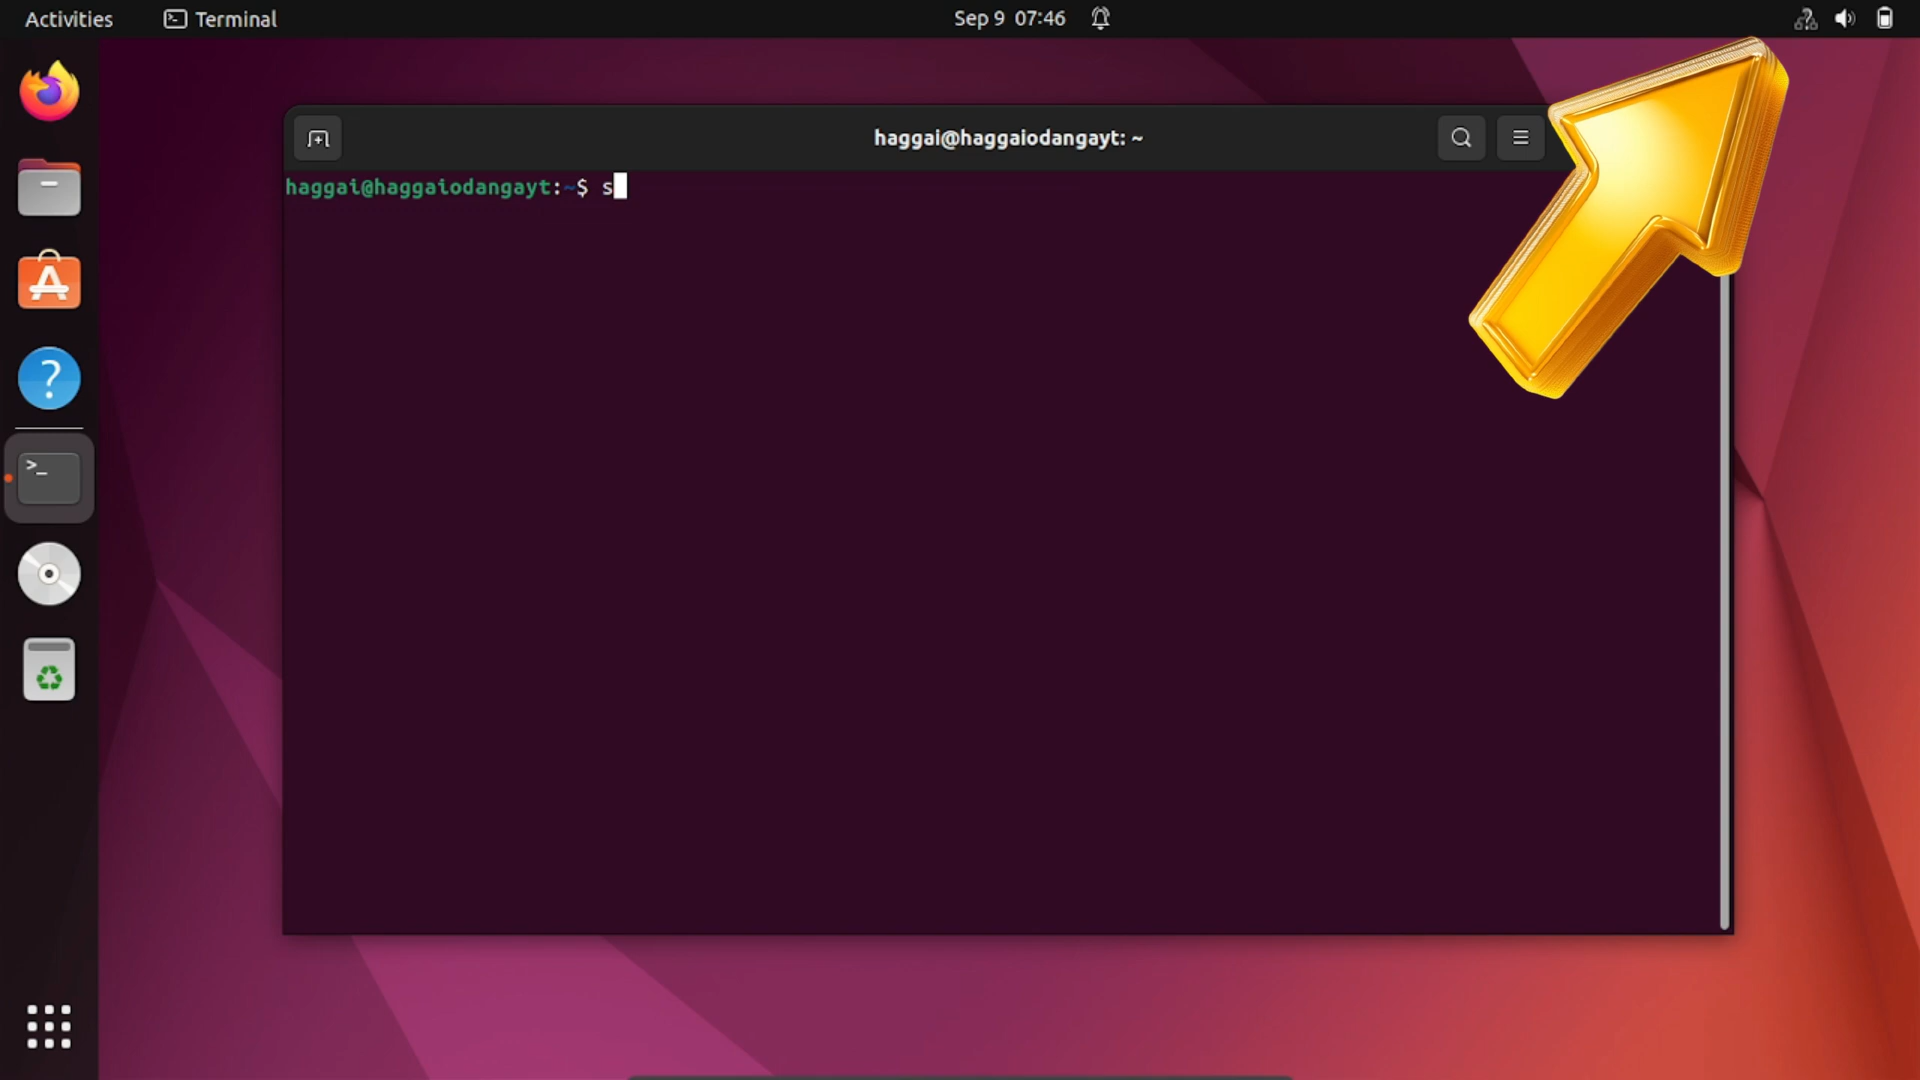 Activities
Terminal
Sep 9 07:46
haggai@haggaiodangayt: ~
haggai@haggaiodangayt:~$ s